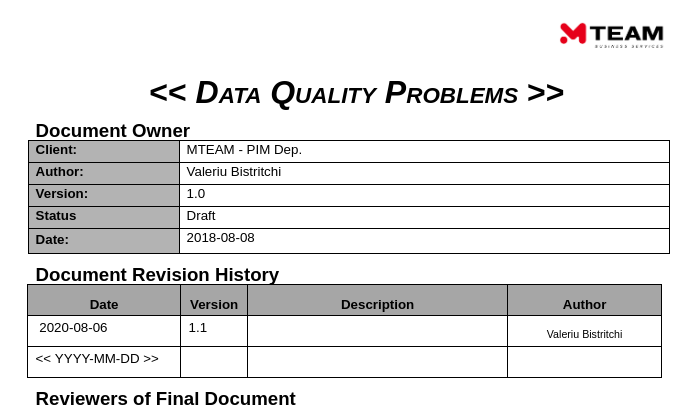 MTEAM
BUSINESS SERVICES
<< DATA QUALITY PROBLEMS >>
Document Owner
Client: MTEAM - PIM Dep.
Author: Valeriu Bistritchi
Version: 1.0
Status Draft
Date: 2018-08-08
Document Revision History
Date Version Description Author
2020-08-06 1.1 Valeriu Bistritchi
<< YYYY-MM-DD >>
Reviewers of Final Document